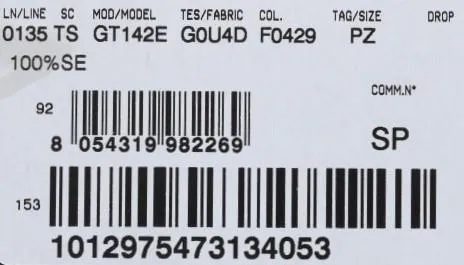 LN/LINE SC MOD/MODEL TES/FABRIC COL. TAG/SIZE DROP
0135 TS GT142E G0U4D F0429 PZ
100%SE
COMM.N°
92
8 054319 982269
SP
153
1012975473134053